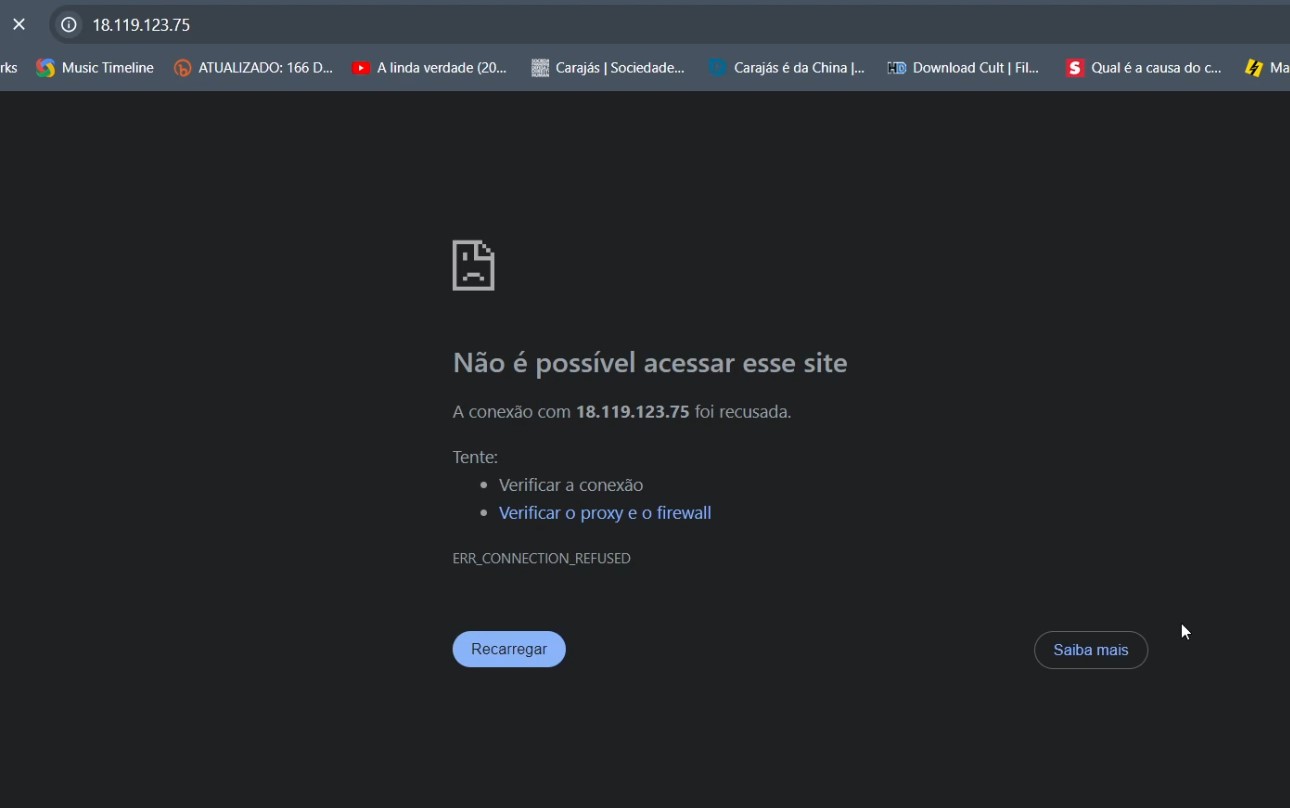 18.119.123.75
rks Music Timeline ATUALIZADO: 166 D... A linda verdade (20... Carajás | Sociedade... Carajás é da China |... Download Cult | Fil... Qual é a causa do c... Ma
Não é possível acessar esse site
A conexão com 18.119.123.75 foi recusada.
Tente:
• Verificar a conexão
• Verificar o proxy e o firewall
ERR_CONNECTION_REFUSED
Recarregar Saiba mais